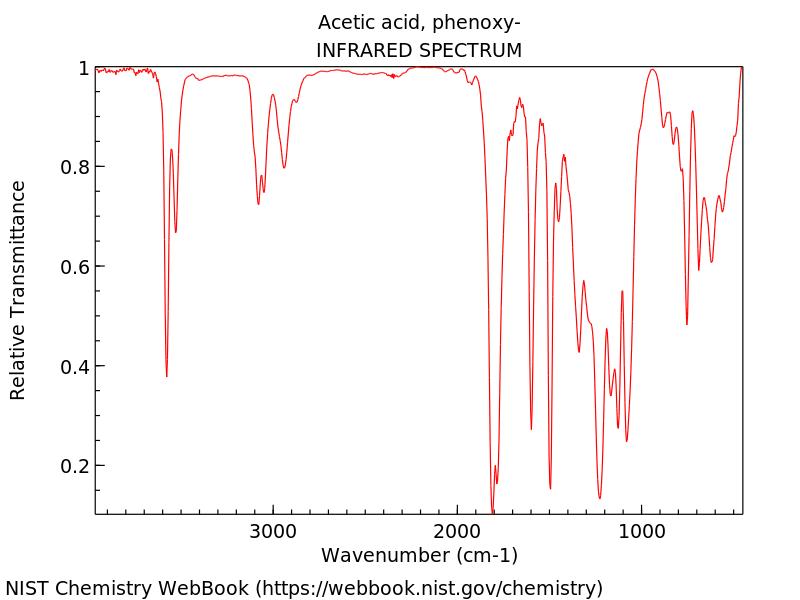 Acetic acid, phenoxy-
INFRARED SPECTRUM
1
0.8
0.6
0.4
0.2
Relative Transmittance
3000
2000
1000
Wavenumber (cm-1)
NIST Chemistry WebBook (https://webbook.nist.gov/chemistry)